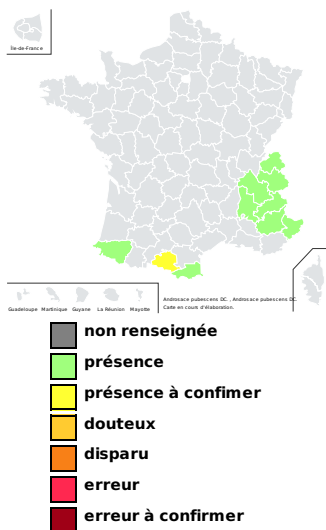 Île-de-France
Guadeloupe Martinique Guyane La Réunion Mayotte
Androsace pubescens DC. , Androsace pubescens DC.
Carte en cours d'élaboration.
non renseignée
présence
présence à confimer
douteux
disparu
erreur
erreur à confirmer